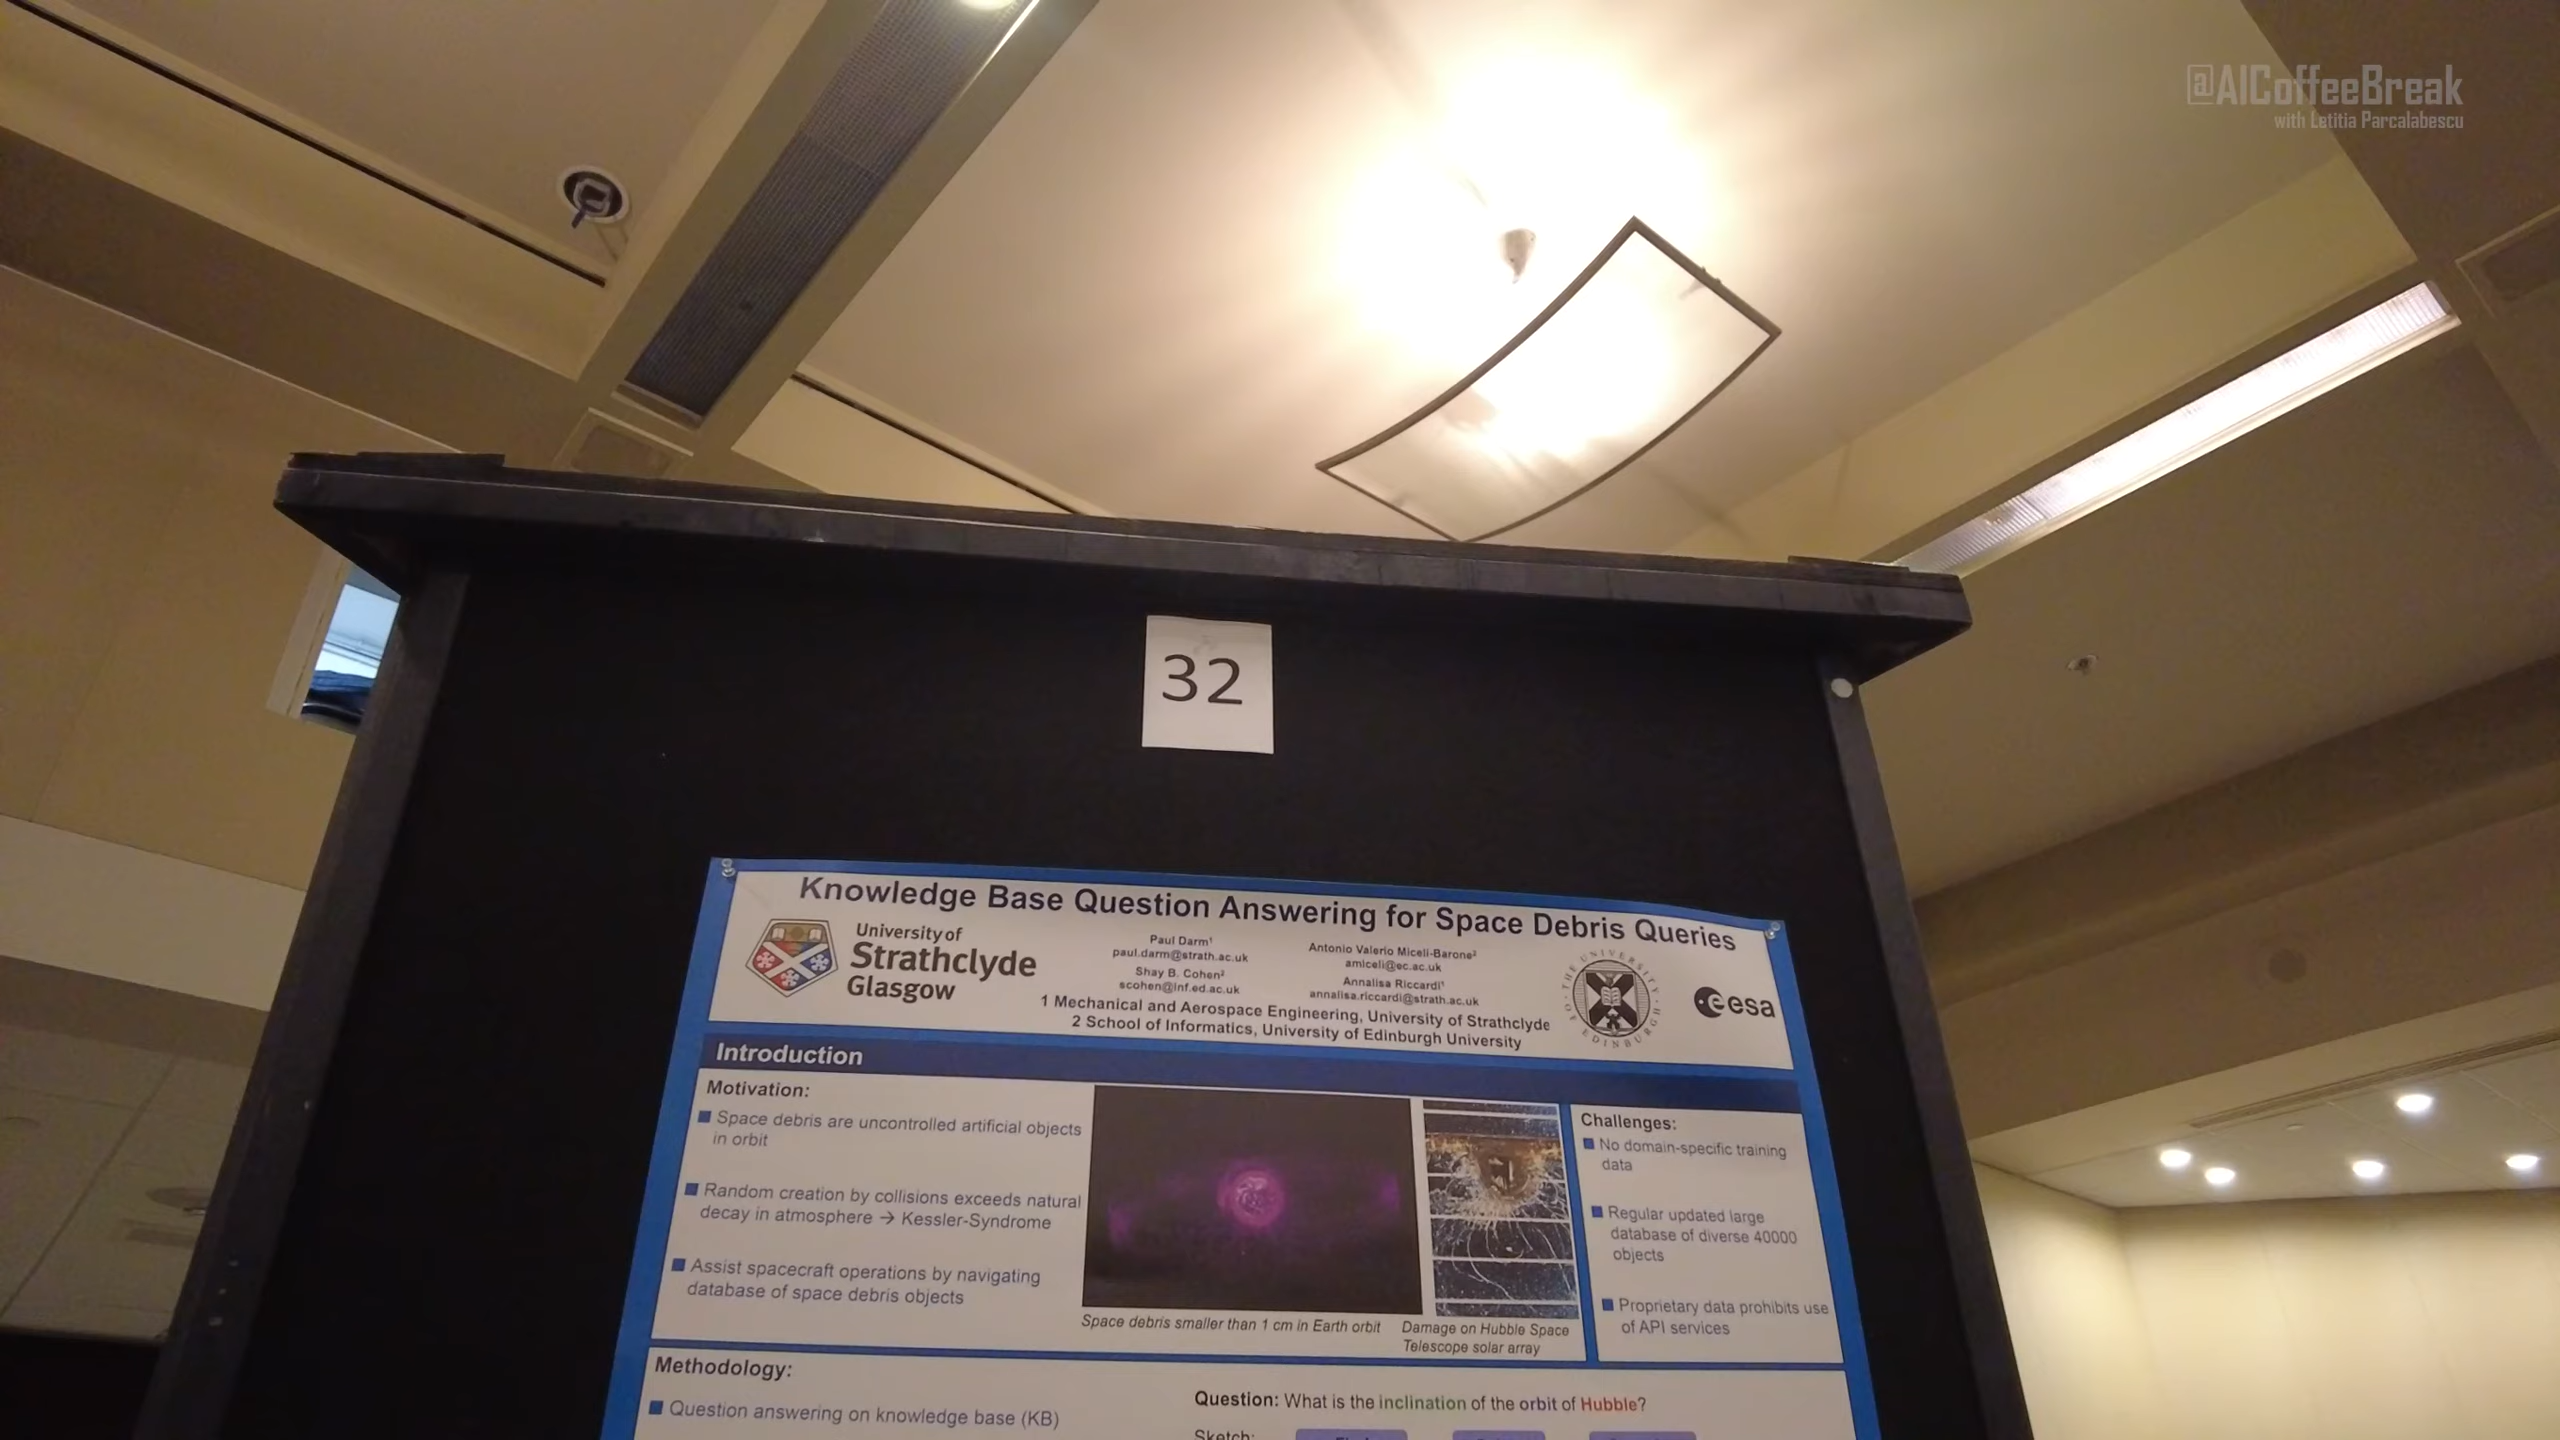 @AICoffeeBreak
with Letitia Parcalabescu
32
Knowledge Base Question Answering for Space Debris Queries
University of
Strathclyde
Glasgow
Paul Darm¹
paul.darm@strath.ac.uk
Shay B. Cohen²
scohen@inf.ed.ac.uk
Antonio Valerio Miceli-Barone²
amiceli@ec.ac.uk
Annalisa Riccardi¹
annalisa.riccardi@strath.ac.uk
1 Mechanical and Aerospace Engineering, University of Strathclyde
2 School of Informatics, University of Edinburgh University
THE UNIVERSITY OF EDINBURGH
esa
Introduction
Motivation:
Space debris are uncontrolled artificial objects
in orbit
Random creation by collisions exceeds natural
decay in atmosphere → Kessler-Syndrome
Assist spacecraft operations by navigating
database of space debris objects
Space debris smaller than 1 cm in Earth orbit
Damage on Hubble Space
Telescope solar array
Challenges:
No domain-specific training
data
Regular updated large
database of diverse 40000
objects
Proprietary data prohibits use
of API services
Methodology:
Question answering on knowledge base (KB)
Question: What is the inclination of the orbit of Hubble?
Sketch: